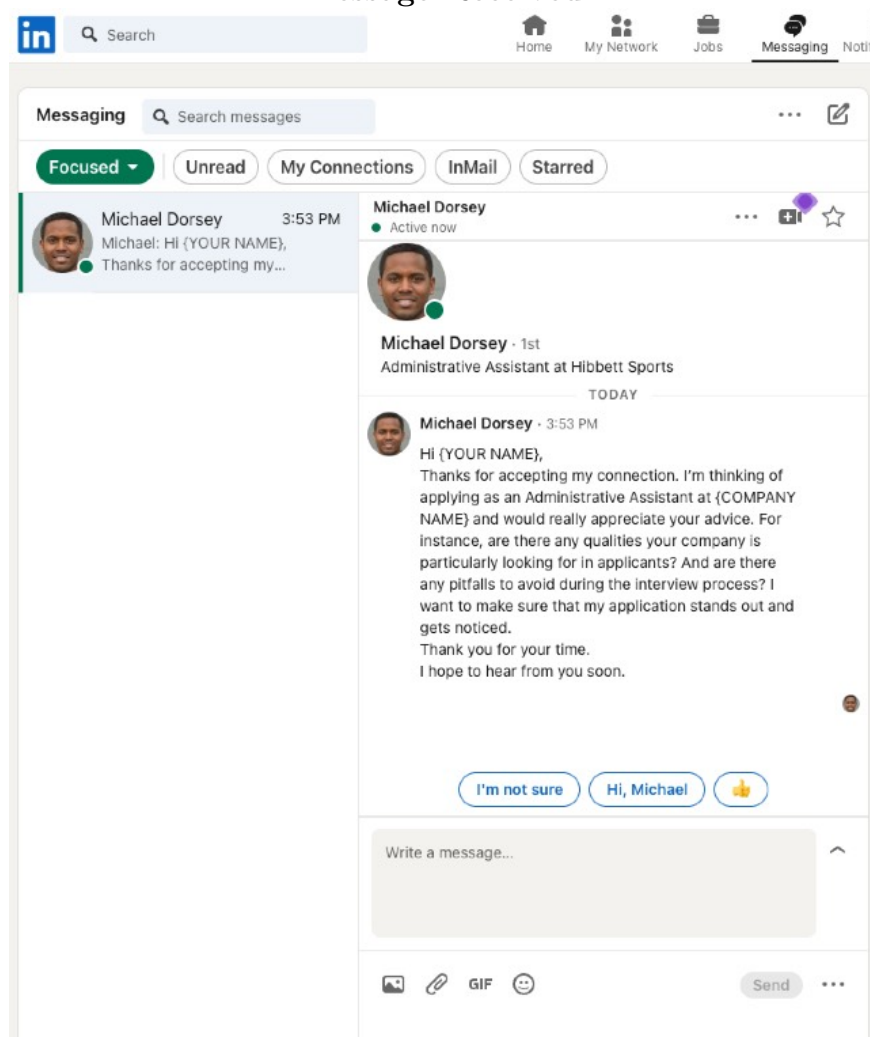 in
Search
Home
My Network
Jobs
Messaging
Messaging
Search messages
Focused
Unread
My Connections
InMail
Starred
Michael Dorsey 3:53 PM
Michael: Hi {YOUR NAME},
Thanks for accepting my...
Michael Dorsey
Active now
Michael Dorsey · 1st
Administrative Assistant at Hibbett Sports
TODAY
Michael Dorsey · 3:53 PM
Hi {YOUR NAME},
Thanks for accepting my connection. I'm thinking of
applying as an Administrative Assistant at {COMPANY
NAME} and would really appreciate your advice. For
instance, are there any qualities your company is
particularly looking for in applicants? And are there
any pitfalls to avoid during the interview process? I
want to make sure that my application stands out and
gets noticed.
Thank you for your time.
I hope to hear from you soon.
I'm not sure
Hi, Michael
👍
Write a message...
GIF
Send